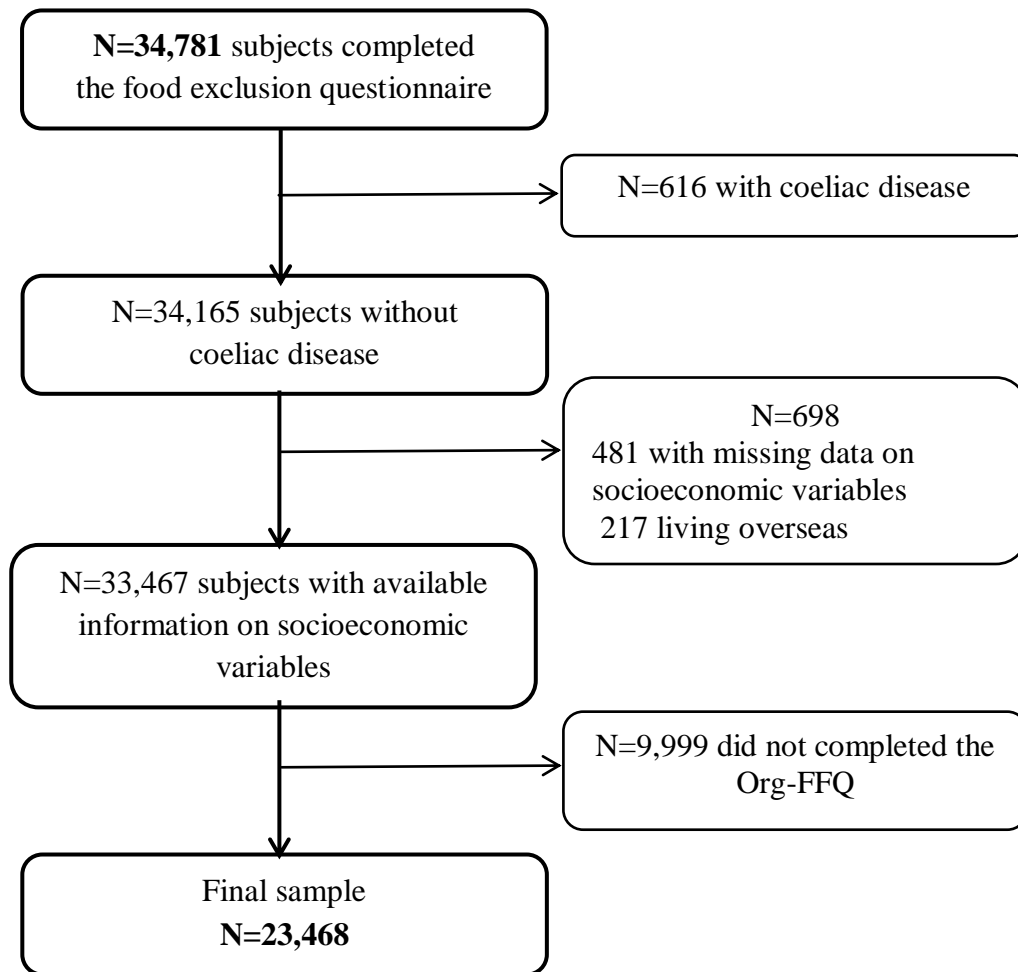 N=34,781 subjects completed
the food exclusion questionnaire
N=616 with coeliac disease
N=34,165 subjects without
coeliac disease
N=698
481 with missing data on
socioeconomic variables
217 living overseas
N=33,467 subjects with available
information on socioeconomic
variables
N=9,999 did not completed the
Org-FFQ
Final sample
N=23,468